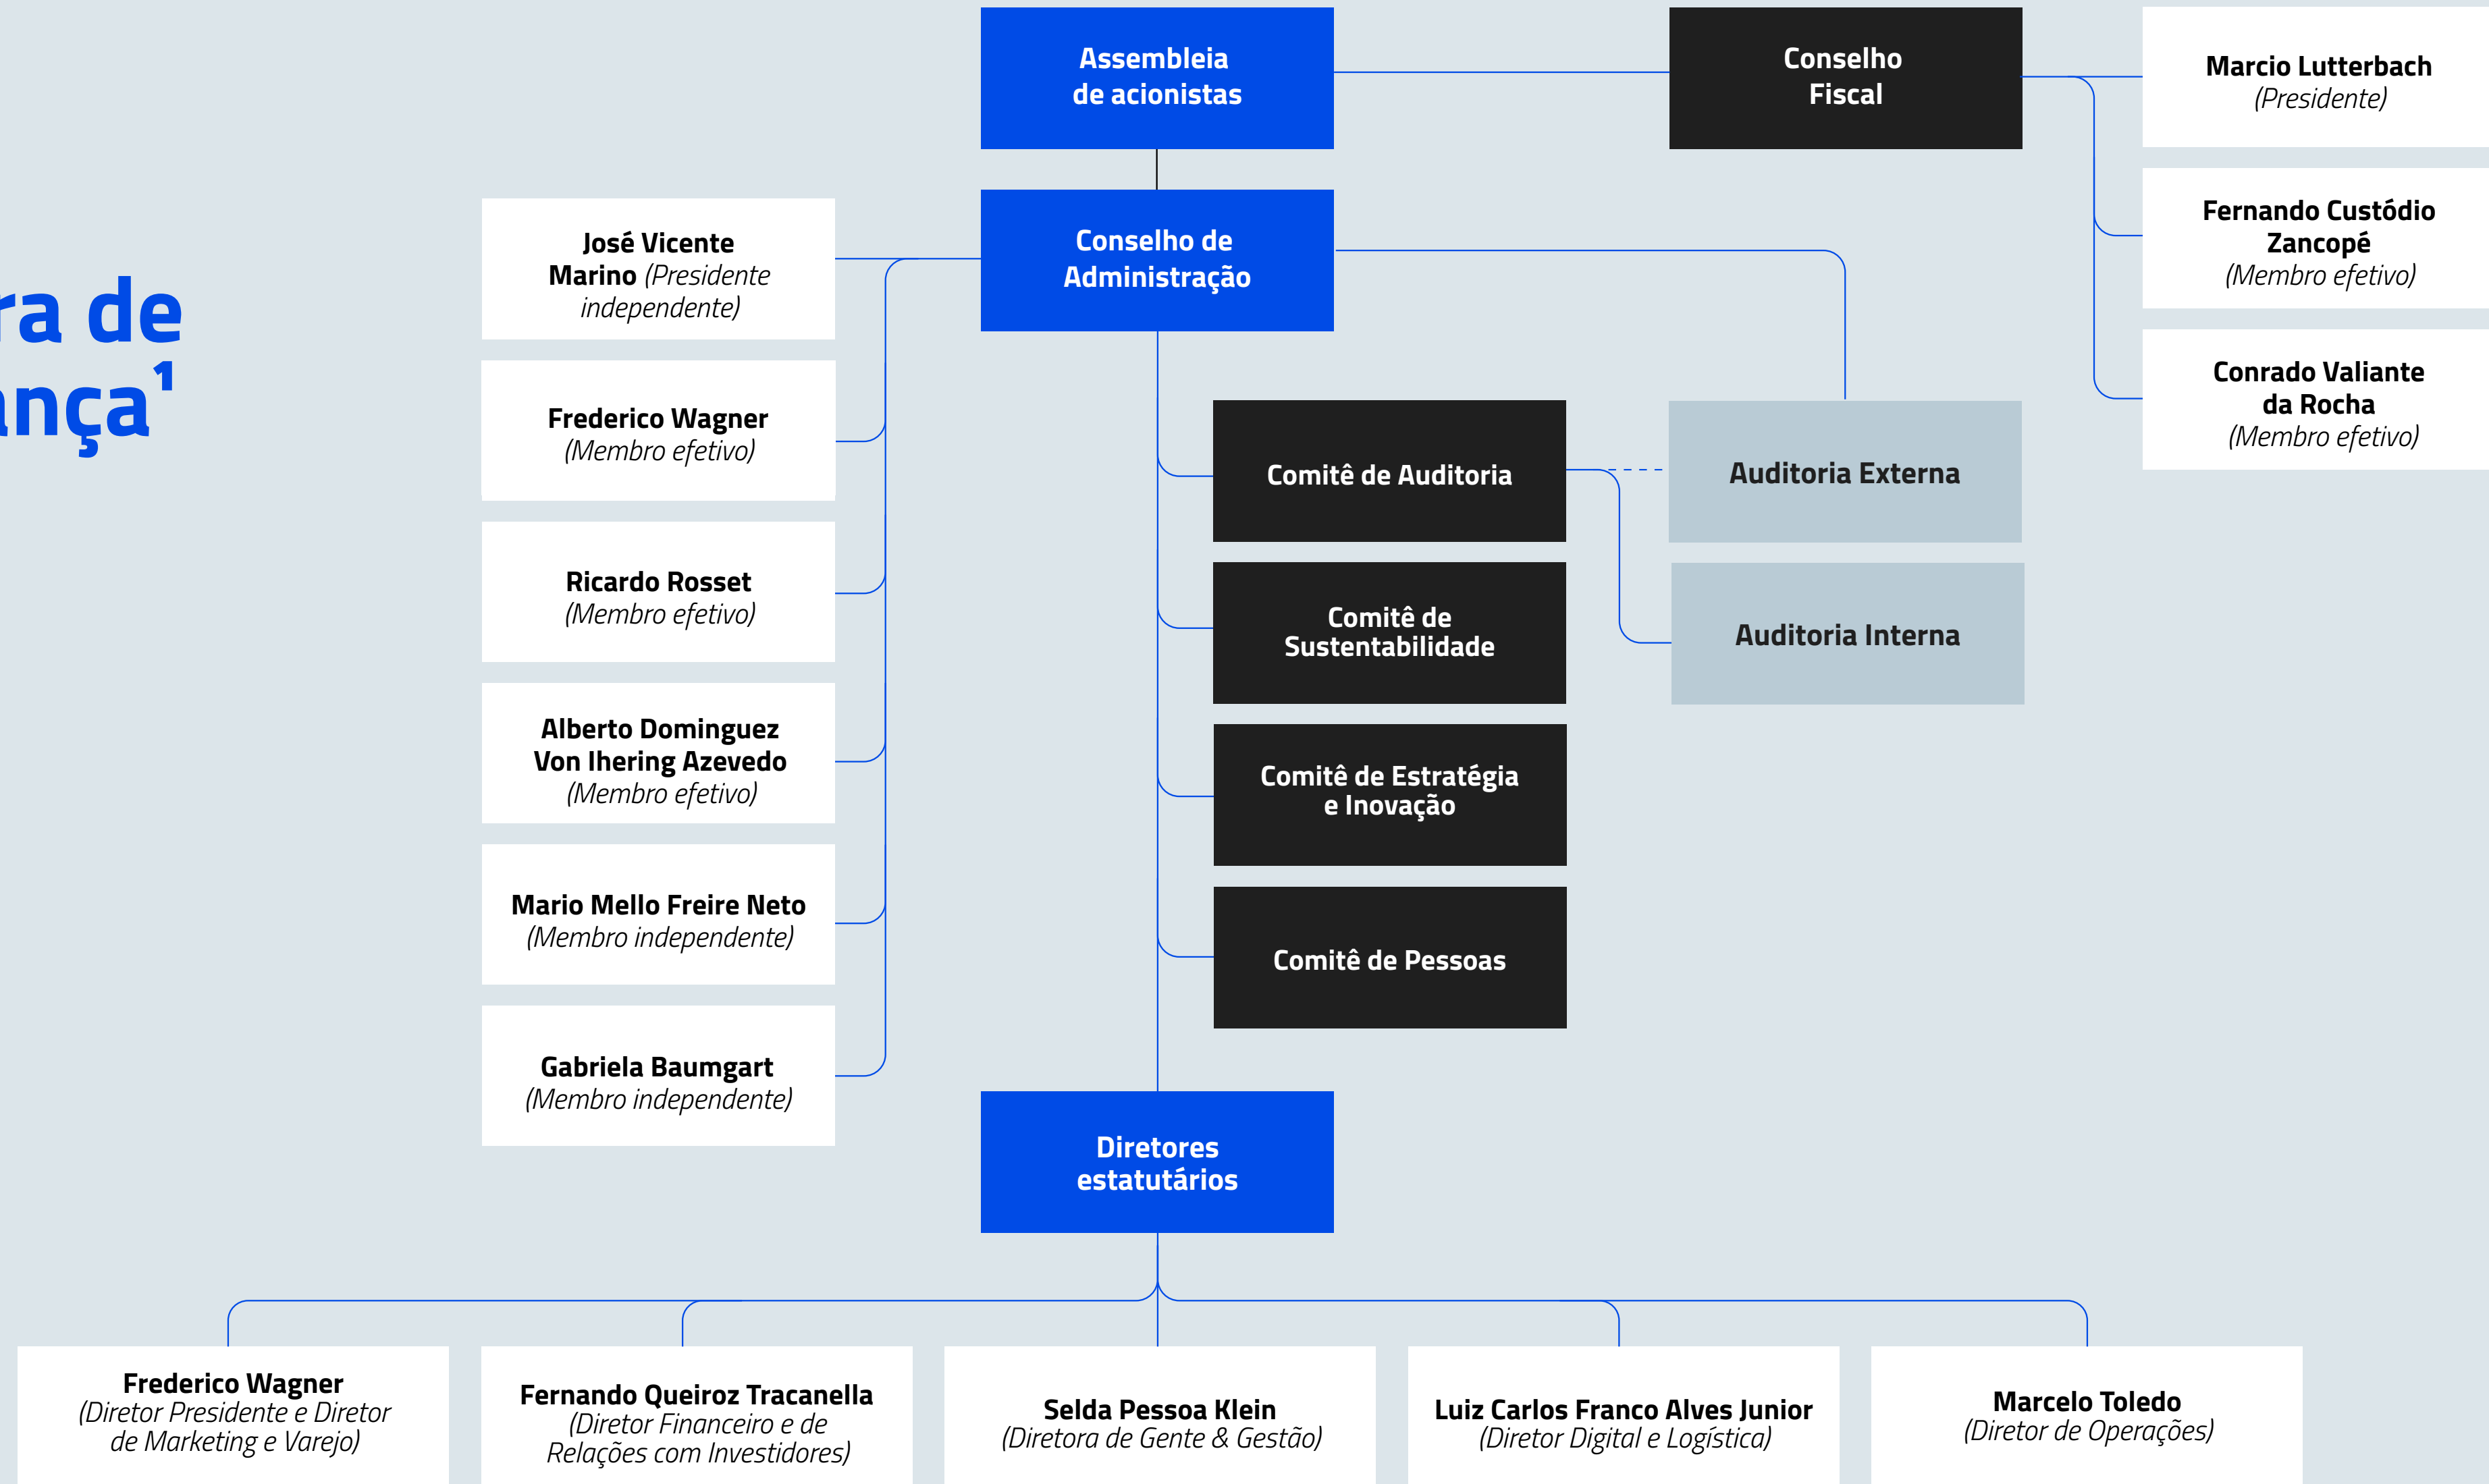 Assembleia
de acionistas
Conselho
Fiscal
Marcio Lutterbach
(Presidente)
Fernando Custódio
Zancopé
(Membro efetivo)
Conrado Valiante
da Rocha
(Membro efetivo)
ra de
ança¹
Conselho de
Administração
José Vicente
Marino (Presidente
independente)
Frederico Wagner
(Membro efetivo)
Ricardo Rosset
(Membro efetivo)
Alberto Dominguez
Von Ihering Azevedo
(Membro efetivo)
Mario Mello Freire Neto
(Membro independente)
Gabriela Baumgart
(Membro independente)
Comitê de Auditoria
Auditoria Externa
Comitê de
Sustentabilidade
Auditoria Interna
Comitê de Estratégia
e Inovação
Comitê de Pessoas
Diretores
estatutários
Frederico Wagner
(Diretor Presidente e Diretor
de Marketing e Varejo)
Fernando Queiroz Tracanella
(Diretor Financeiro e de
Relações com Investidores)
Selda Pessoa Klein
(Diretora de Gente & Gestão)
Luiz Carlos Franco Alves Junior
(Diretor Digital e Logística)
Marcelo Toledo
(Diretor de Operações)